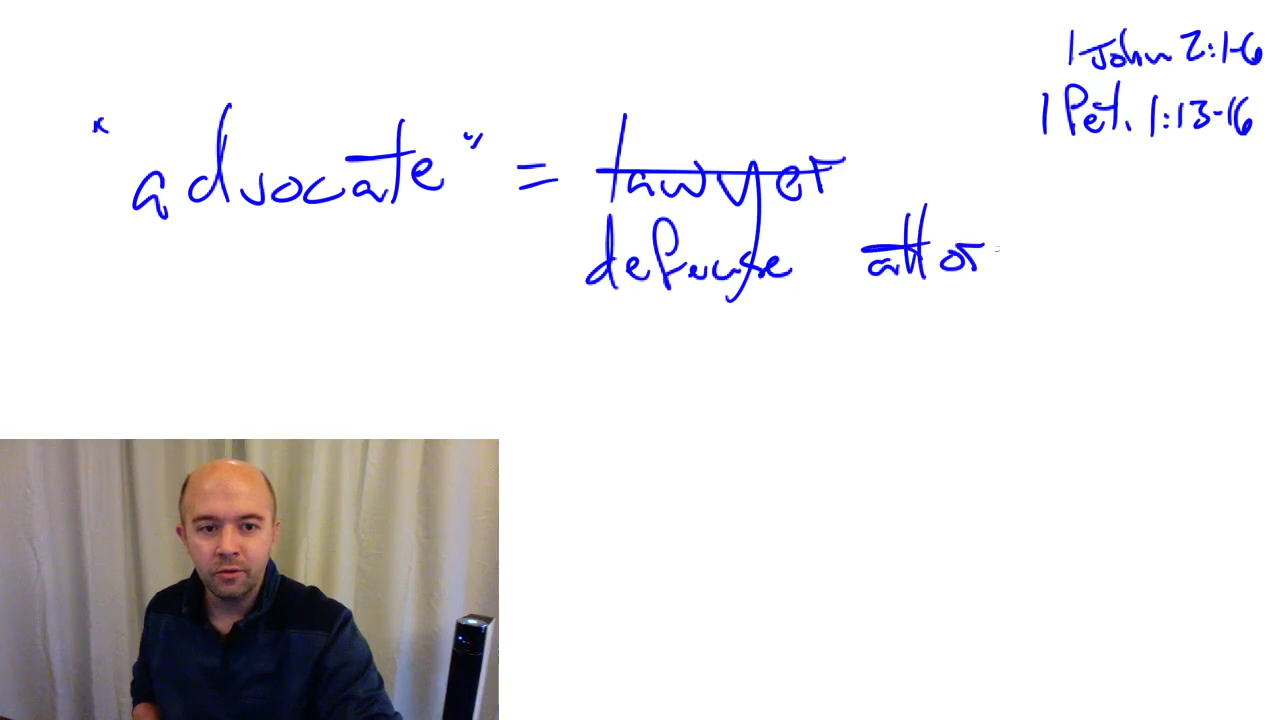 1 John 2:1-6
1 Pet. 1:13-16
"advocate" = lawyer
defense attor